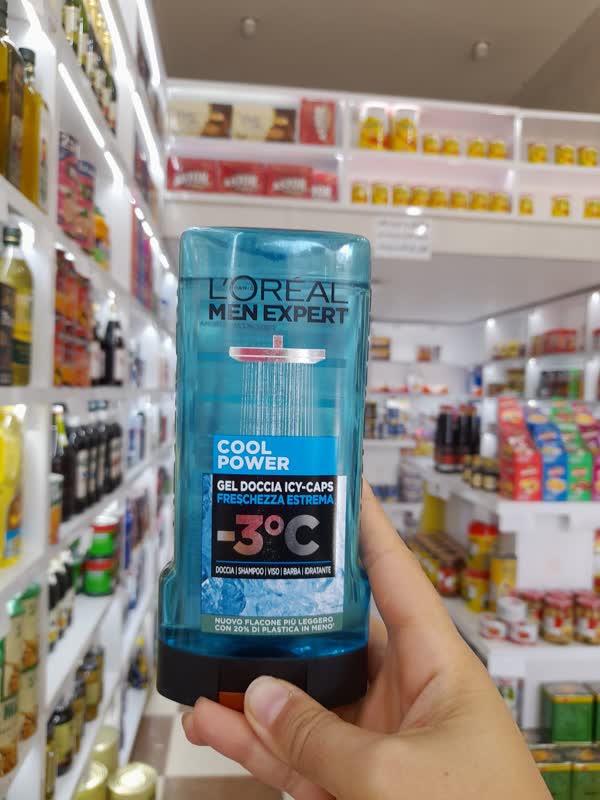 L'ORÉAL
PARIS
MEN EXPERT
COOL
POWER
GEL DOCCIA ICY-CAPS
FRESCHEZZA ESTREMA
-3°C
DOCCIA | SHAMPOO | VISO | BARBA | IDRATANTE
NUOVO FLACONE PIÙ LEGGERO
CON 20% DI PLASTICA IN MENO*